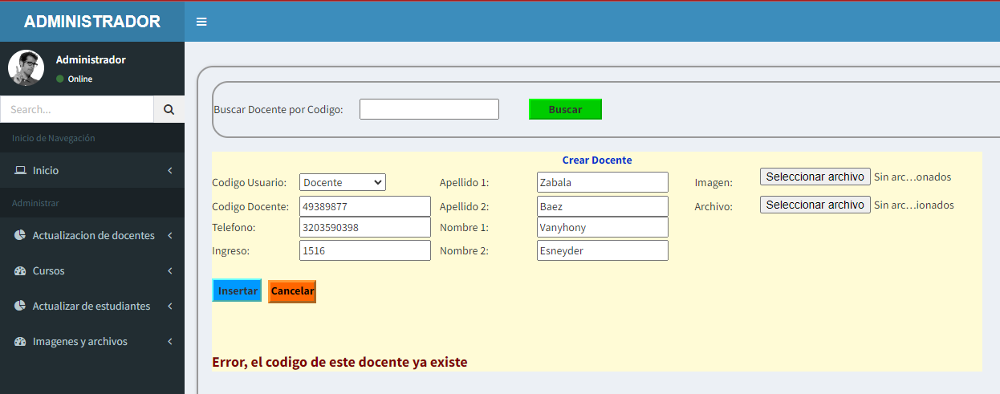 ADMINISTRADOR
Administrador
Online
Search...
Inicio de Navegación
Inicio
Administrar
Actualizacion de docentes
Cursos
Actualizar de estudiantes
Imagenes y archivos
Buscar Docente por Codigo: Buscar
Crear Docente
Codigo Usuario: Docente Apellido 1: Zabala Imagen: Seleccionar archivo Sin arc...onados
Codigo Docente: 49389877 Apellido 2: Baez Archivo: Seleccionar archivo Sin arc...ionados
Telefono: 3203590398 Nombre 1: Vanyhony
Ingreso: 1516 Nombre 2: Esneyder
Insertar Cancelar
Error, el codigo de este docente ya existe